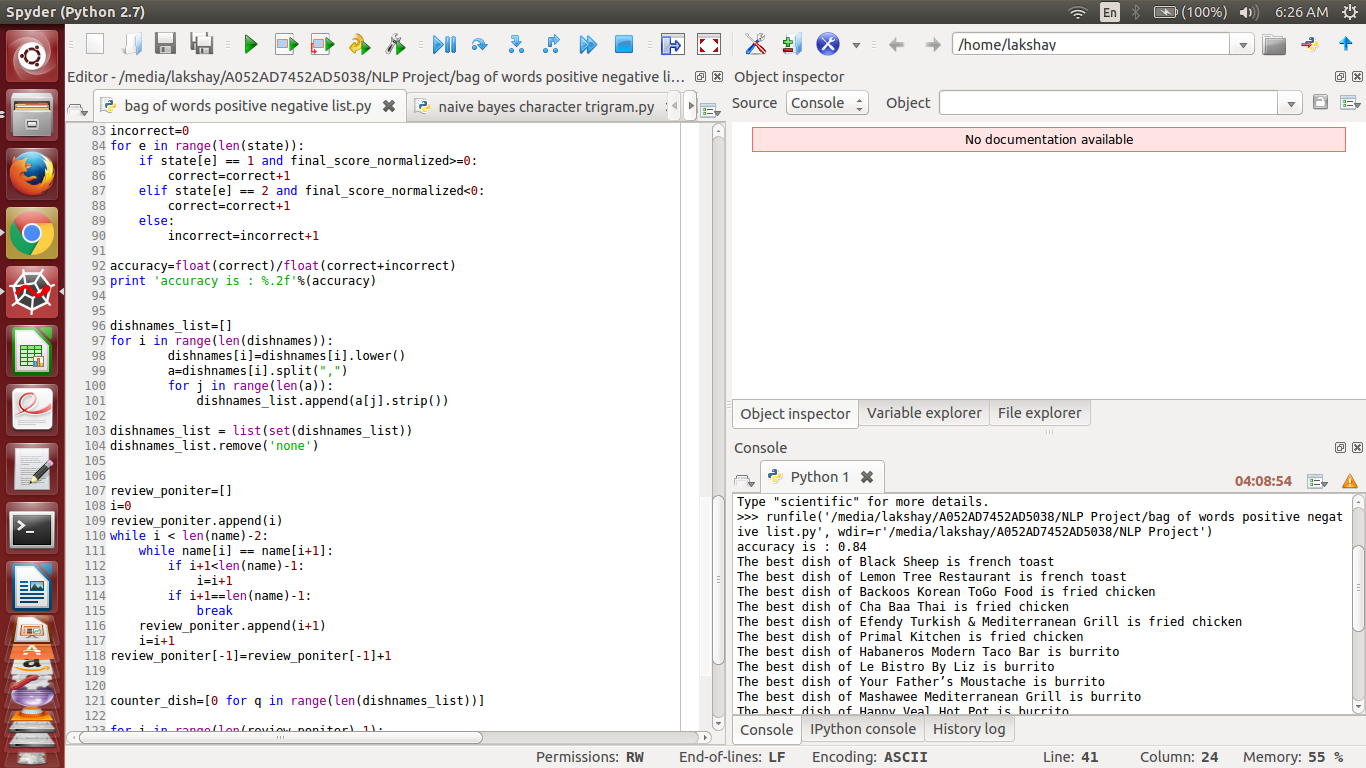 Spyder (Python 2.7)
En
(100%)
6:26 AM
/home/lakshay
Editor - /media/lakshay/A052AD7452AD5038/NLP Project/bag of words positive negative li...
bag of words positive negative list.py
naive bayes character trigram.py
83 incorrect=0
84 for e in range(len(state)):
85     if state[e] == 1 and final_score_normalized>=0:
86         correct=correct+1
87     elif state[e] == 2 and final_score_normalized<0:
88         correct=correct+1
89     else:
90         incorrect=incorrect+1
91
92 accuracy=float(correct)/float(correct+incorrect)
93 print 'accuracy is : %.2f'%(accuracy)
94
95
96 dishnames_list=[]
97 for i in range(len(dishnames)):
98         dishnames[i]=dishnames[i].lower()
99         a=dishnames[i].split(",")
100         for j in range(len(a)):
101             dishnames_list.append(a[j].strip())
102
103 dishnames_list = list(set(dishnames_list))
104 dishnames_list.remove('none')
105
106
107 review_poniter=[]
108 i=0
109 review_poniter.append(i)
110 while i < len(name)-2:
111     while name[i] == name[i+1]:
112         if i+1<len(name)-1:
113             i=i+1
114         if i+1==len(name)-1:
115             break
116     review_poniter.append(i+1)
117     i=i+1
118 review_poniter[-1]=review_poniter[-1]+1
119
120
121 counter_dish=[0 for q in range(len(dishnames_list))]
122
123 for i in range(len(review_poniter)-1):
Object inspector
Source Console Object
No documentation available
Object inspector Variable explorer File explorer
Console
Python 1
04:08:54
Type "scientific" for more details.
>>> runfile('/media/lakshay/A052AD7452AD5038/NLP Project/bag of words positive negat
ive list.py', wdir=r'/media/lakshay/A052AD7452AD5038/NLP Project')
accuracy is : 0.84
The best dish of Black Sheep is french toast
The best dish of Lemon Tree Restaurant is french toast
The best dish of Backoos Korean ToGo Food is fried chicken
The best dish of Cha Baa Thai is fried chicken
The best dish of Efendy Turkish & Mediterranean Grill is fried chicken
The best dish of Primal Kitchen is fried chicken
The best dish of Habaneros Modern Taco Bar is burrito
The best dish of Le Bistro By Liz is burrito
The best dish of Your Father’s Moustache is burrito
The best dish of Mashawee Mediterranean Grill is burrito
The best dish of Happy Veal Hot Pot is burrito
Console IPython console History log
Permissions: RW End-of-lines: LF Encoding: ASCII Line: 41 Column: 24 Memory: 55 %